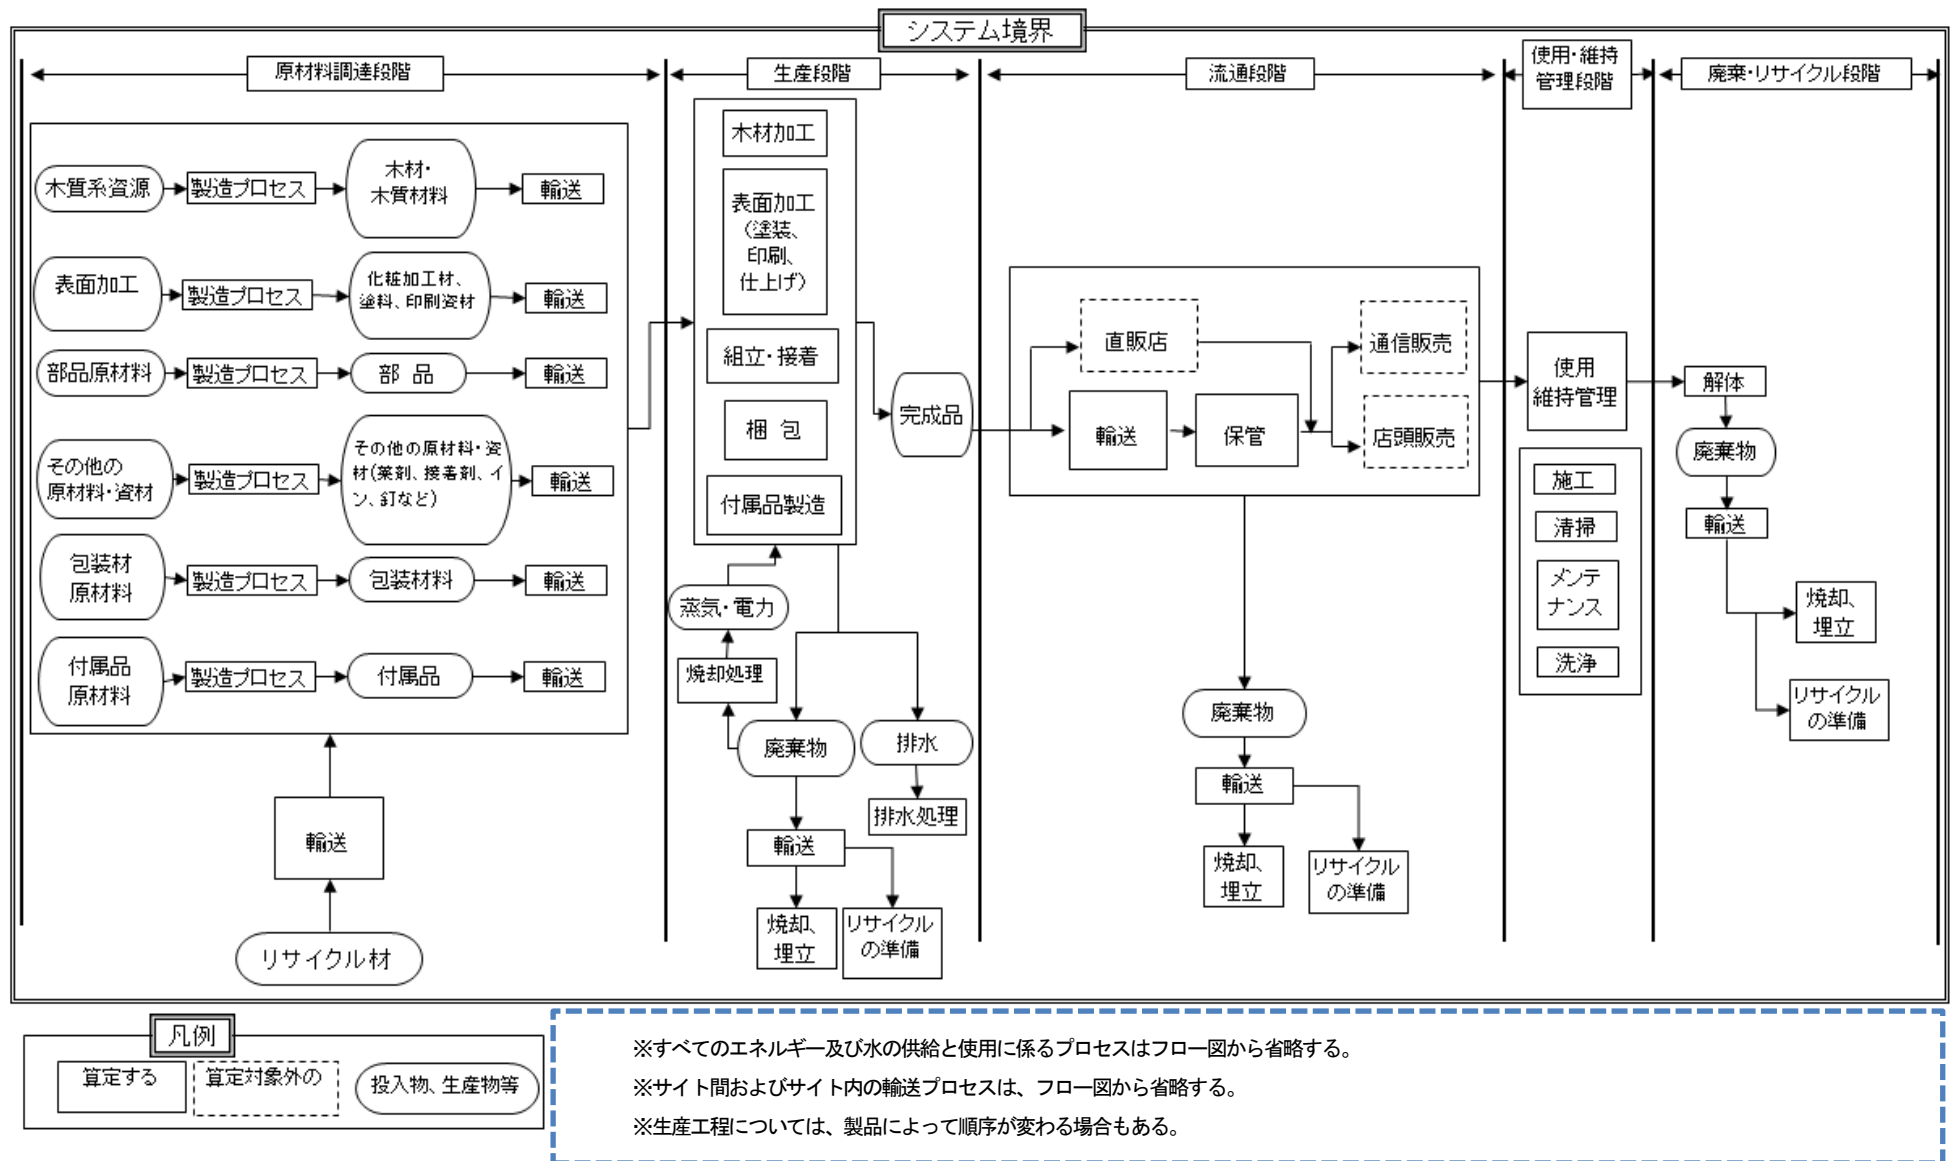 システム境界
原材料調達段階
生産段階
流通段階
使用・維持
管理段階
廃棄・リサイクル段階
木質系資源
製造プロセス
木材・
木質材料
輸送
表面加工
製造プロセス
化粧加工材、
塗料、印刷資材
輸送
部品原材料
製造プロセス
部 品
輸送
その他の
原材料・資材
製造プロセス
その他の原材料・資
材(薬剤、接着剤、イ
ン、釘など)
輸送
包装材
原材料
製造プロセス
包装材料
輸送
付属品
原材料
製造プロセス
付属品
輸送
輸送
リサイクル材
木材加工
表面加工
(塗装、
印刷、
仕上げ)
組立・接着
梱 包
付属品製造
完成品
蒸気・電力
焼却処理
廃棄物
排水
排水処理
輸送
焼却、
埋立
リサイクル
の準備
直販店
輸送
保管
通信販売
店頭販売
廃棄物
輸送
焼却、
埋立
リサイクル
の準備
使用
維持管理
施工
清掃
メンテ
ナンス
洗浄
解体
廃棄物
輸送
焼却、
埋立
リサイクル
の準備
凡例
算定する
算定対象外の
投入物、生産物等
※すべてのエネルギー及び水の供給と使用に係るプロセスはフロー図から省略する。
※サイト間およびサイト内の輸送プロセスは、フロー図から省略する。
※生産工程については、製品によって順序が変わる場合もある。